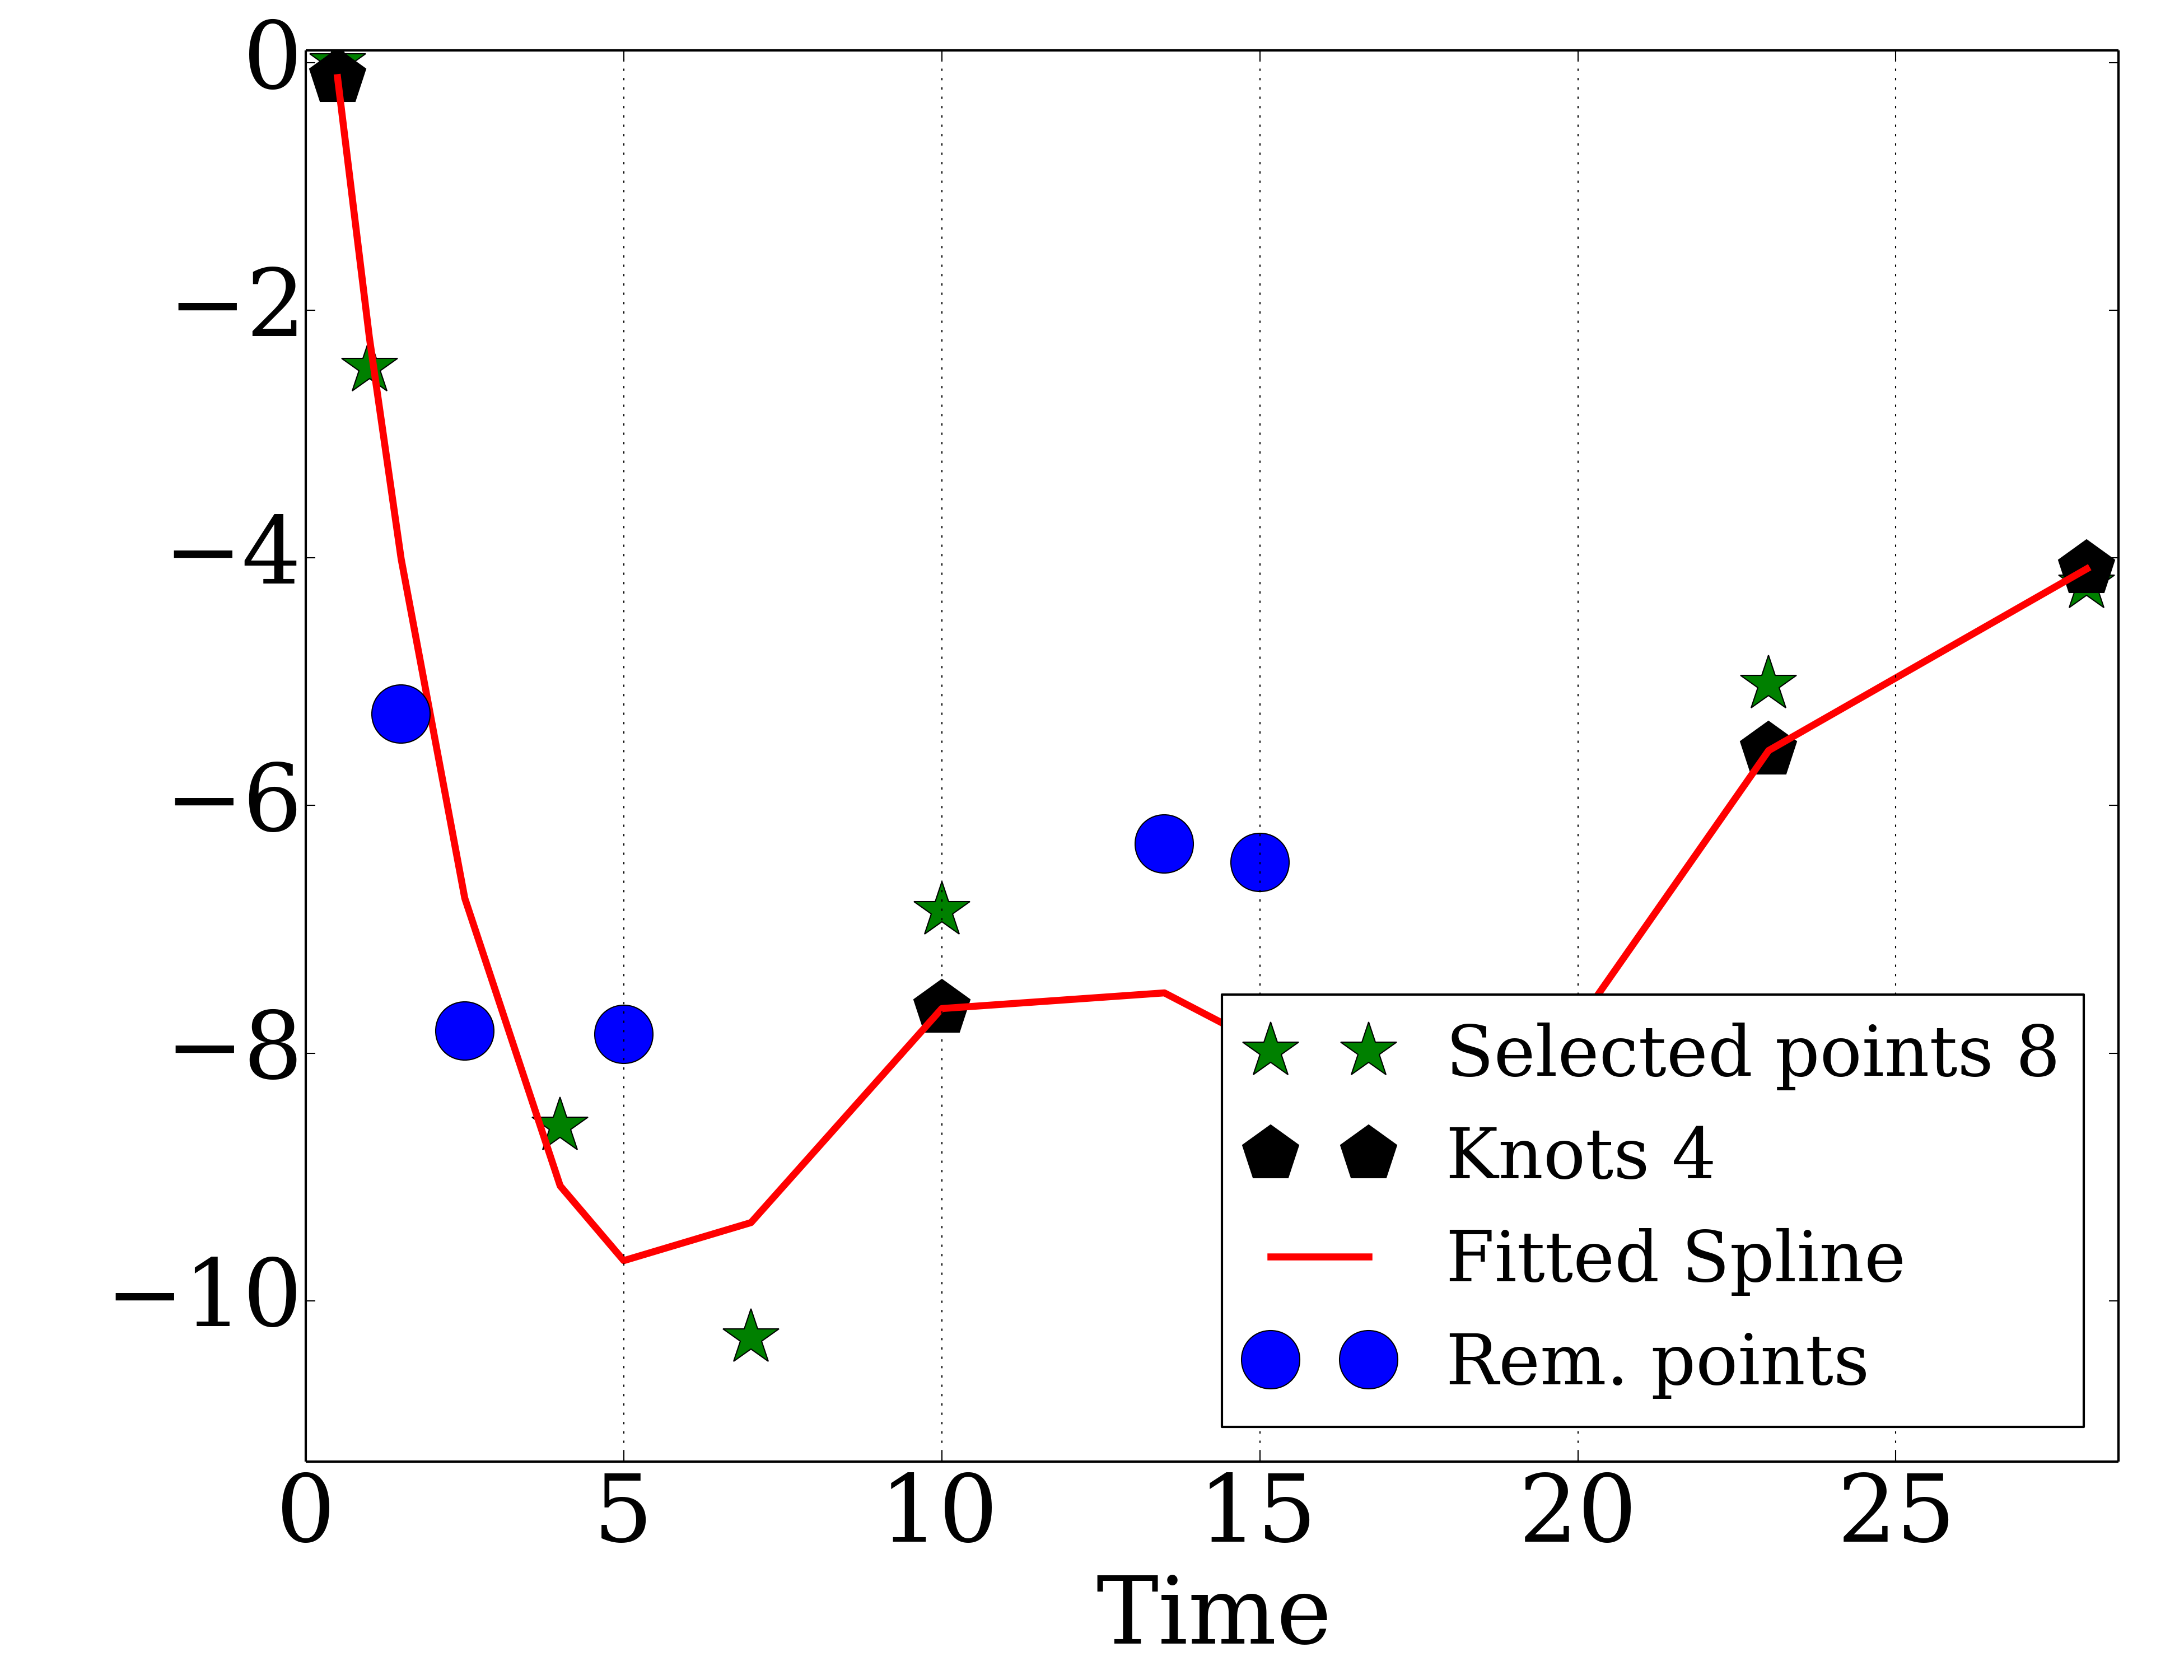 0
−2
−4
−6
−8
−10
0 5 10 15 20 25
Time
Selected points 8
Knots 4
Fitted Spline
Rem. points